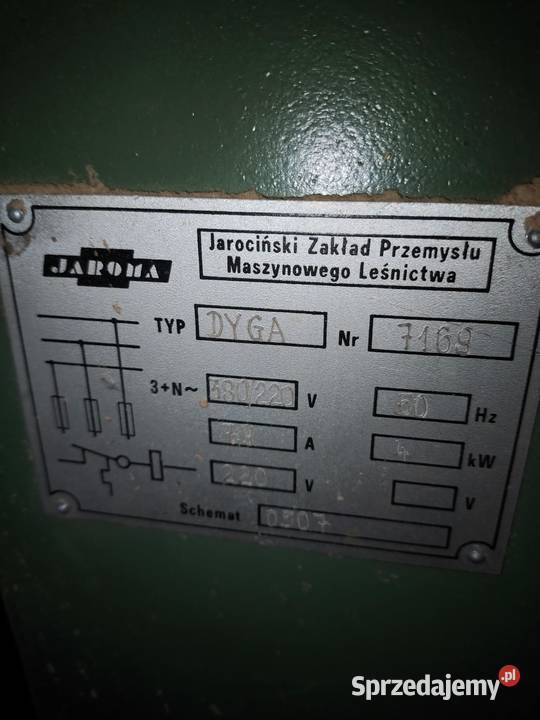 JAROMA
Jarociński Zakład Przemysłu
Maszynowego Leśnictwa
TYP DYGA Nr 7169
3+N~ 380/220 V 50 Hz
A 4 kW
220 V V
Schemat 0507
Sprzedajemy.pl